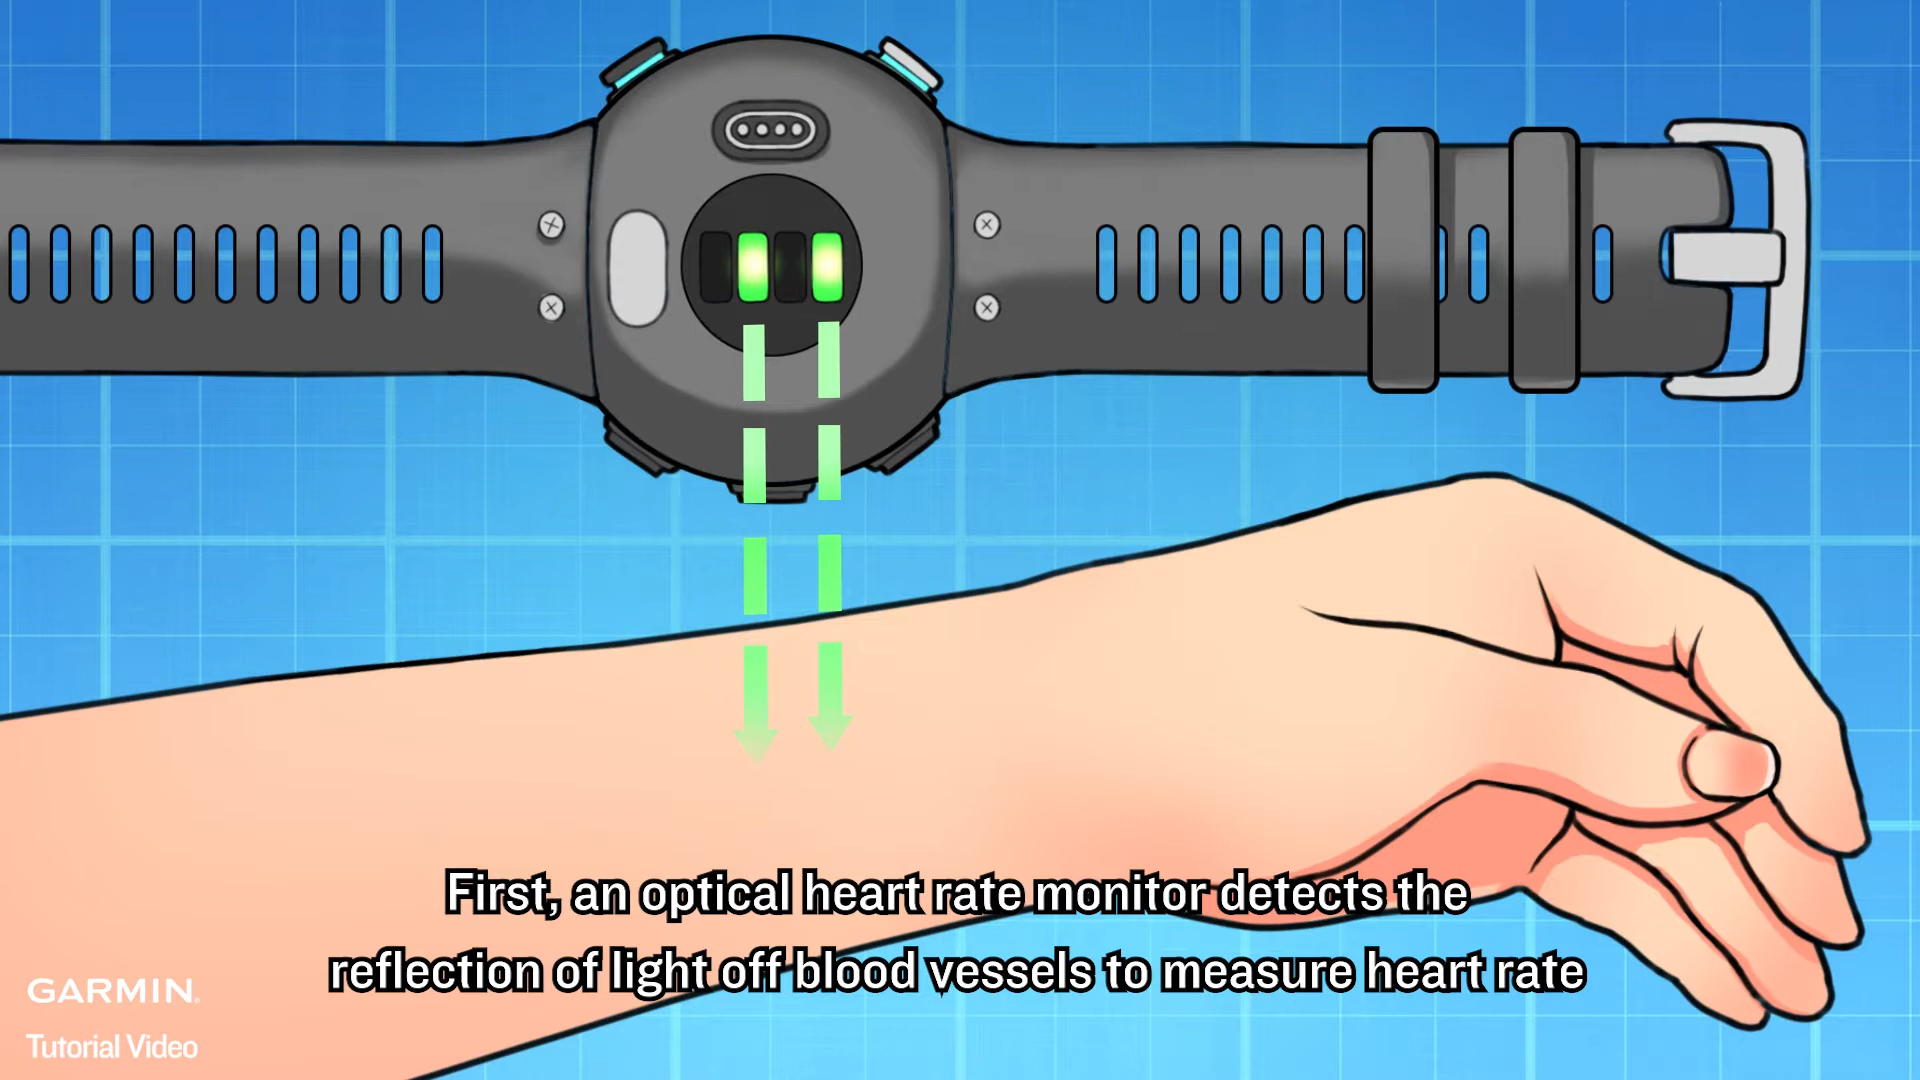 First, an optical heart rate monitor detects the
reflection of light off blood vessels to measure heart rate
GARMIN.
Tutorial Video